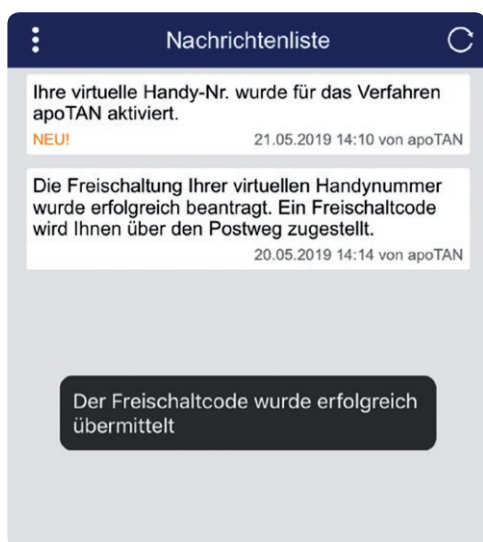 Nachrichtenliste
Ihre virtuelle Handy-Nr. wurde für das Verfahren
apoTAN aktiviert.
NEU! 21.05.2019 14:10 von apoTAN
Die Freischaltung Ihrer virtuellen Handynummer
wurde erfolgreich beantragt. Ein Freischaltcode
wird Ihnen über den Postweg zugestellt.
20.05.2019 14:14 von apoTAN
Der Freischaltcode wurde erfolgreich
übermittelt